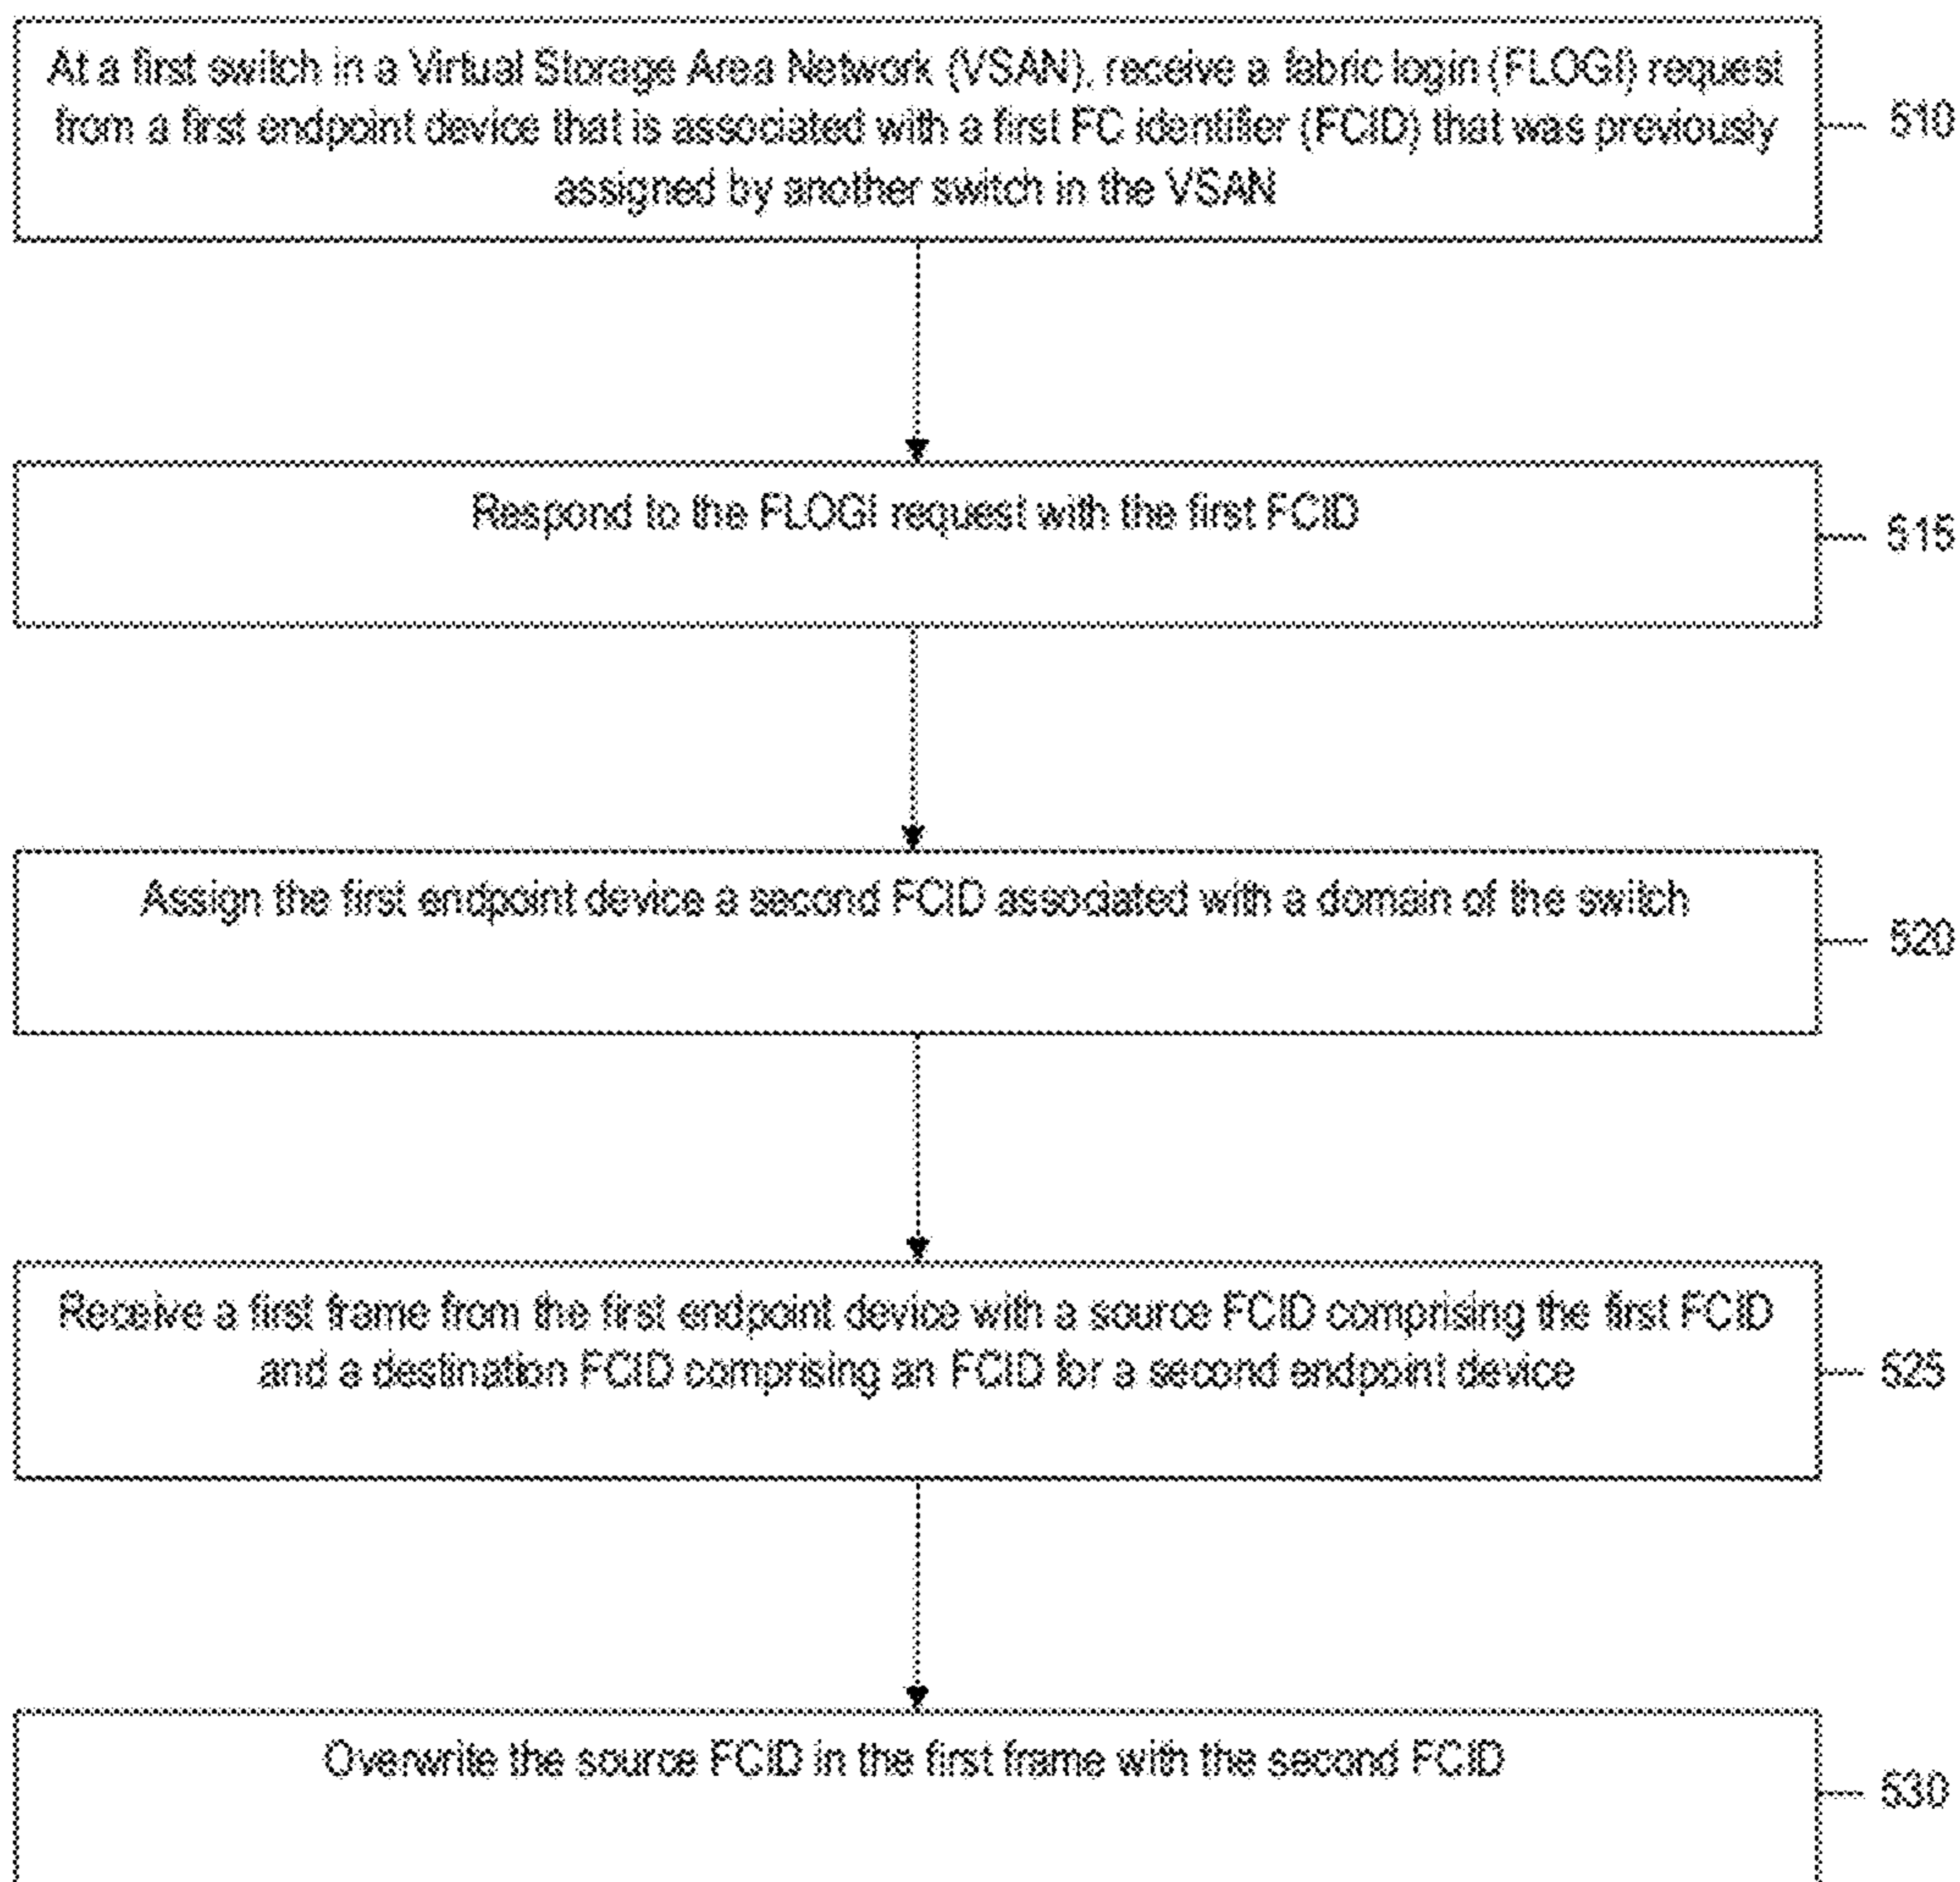 At a first switch in a Virtual Storage Area Network (VSAN), receive a fabric login (FLOGI) request
from a first endpoint device that is associated with a first FC identifier (FCID) that was previously
assigned by another switch in the VSAN
510
Respond to the FLOGI request with the first FCID
515
Assign the first endpoint device a second FCID associated with a domain of the switch
520
Receive a first frame from the first endpoint device with a source FCID comprising the first FCID
and a destination FCID comprising an FCID for a second endpoint device
525
Overwrite the source FCID in the first frame with the second FCID
530